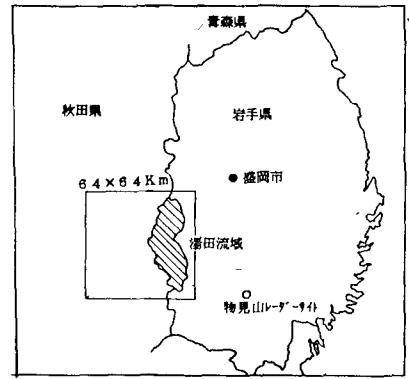 青森県
秋田県
岩手県
盛岡市
64×64Km
湯田流域
物見山レーダーサイト